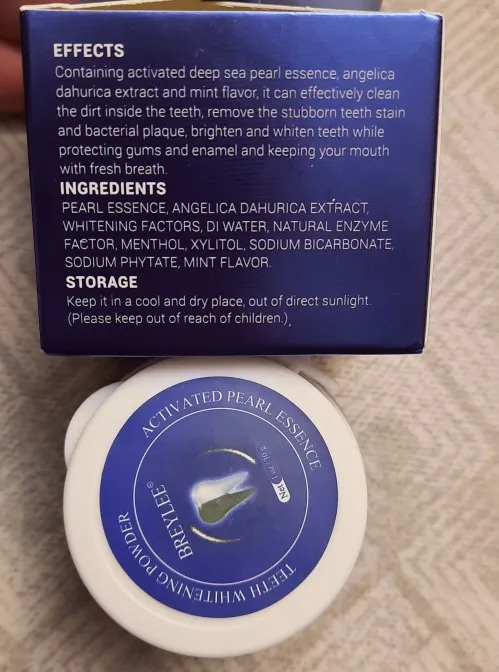 EFFECTS
Containing activated deep sea pearl essence, angelica
dahurica extract and mint flavor, it can effectively clean
the dirt inside the teeth, remove the stubborn teeth stain
and bacterial plaque, brighten and whiten teeth while
protecting gums and enamel and keeping your mouth
with fresh breath.
INGREDIENTS
PEARL ESSENCE, ANGELICA DAHURICA EXTRACT,
WHITENING FACTORS, DI WATER, NATURAL ENZYME
FACTOR, MENTHOL, XYLITOL, SODIUM BICARBONATE,
SODIUM PHYTATE, MINT FLAVOR.
STORAGE
Keep it in a cool and dry place, out of direct sunlight.
(Please keep out of reach of children.),
ACTIVATED PEARL ESSENCE
BREYLEE®
Net
TEETH WHITENING POWDER